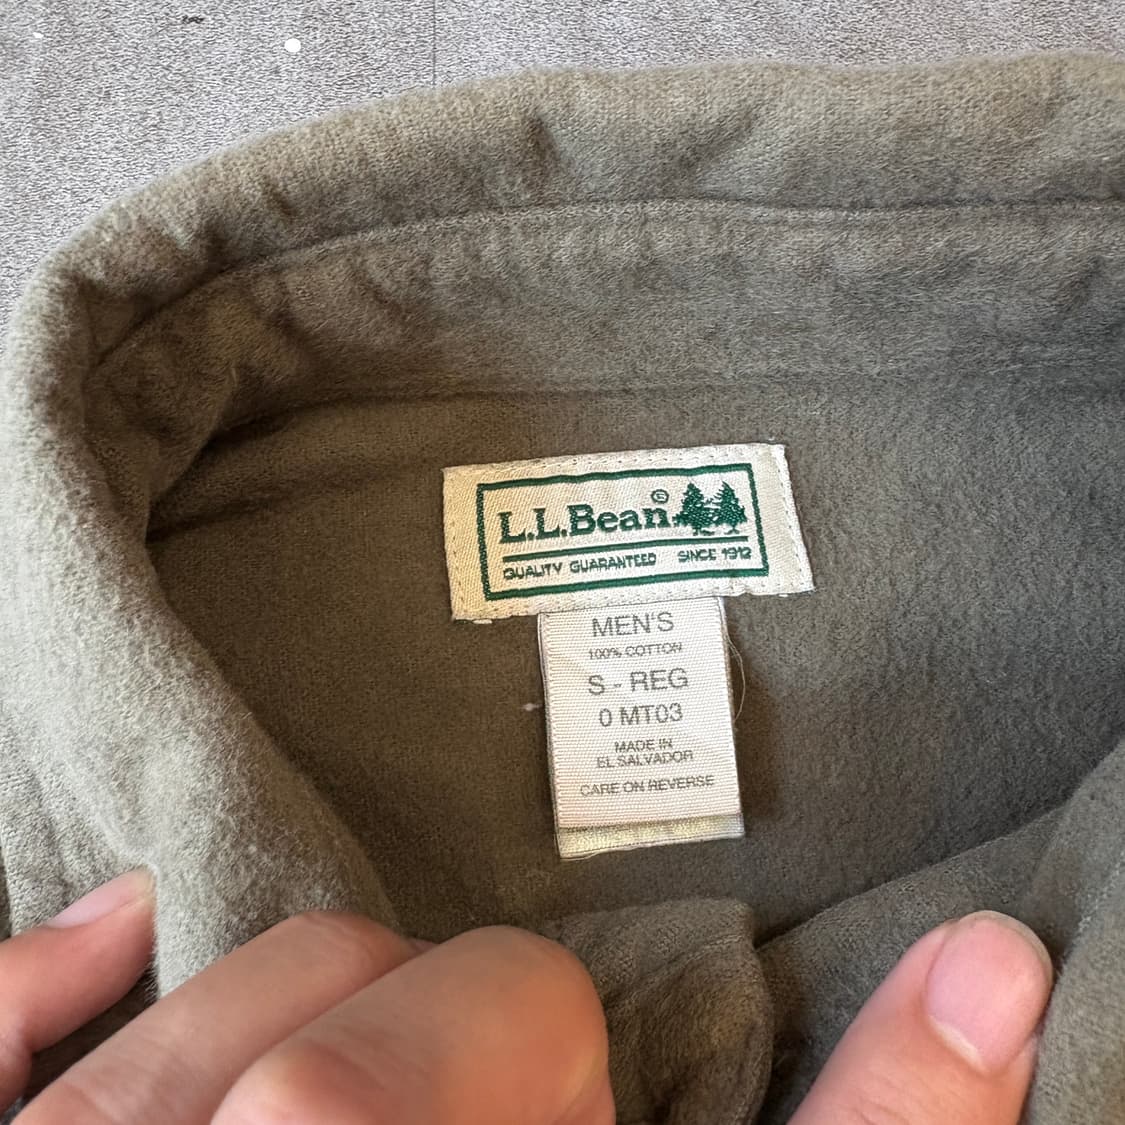 L.L.Bean®
QUALITY GUARANTEED SINCE 1912
MEN'S
100% COTTON
S - REG
0 MT03
MADE IN
EL SALVADOR
CARE ON REVERSE